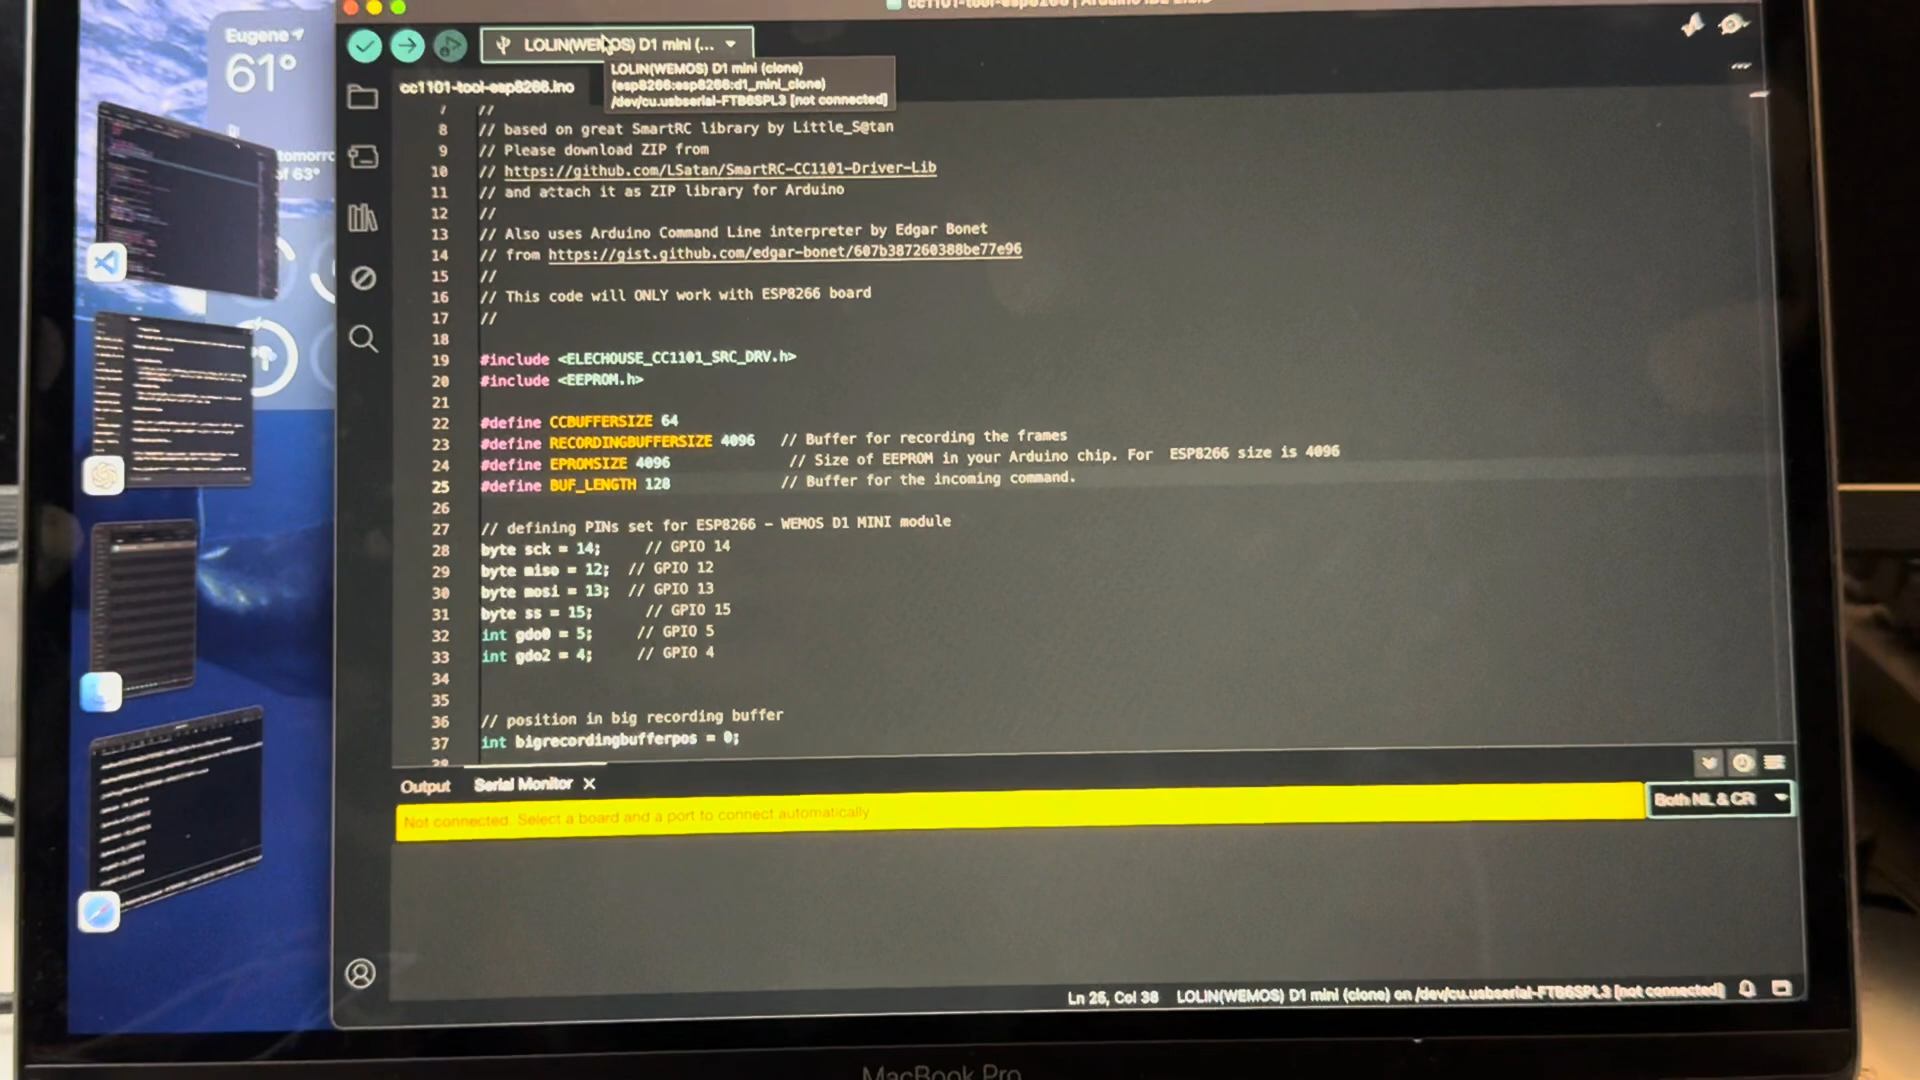 Eugene
61°
tomorro
of 63°
LOLIN(WEMOS) D1 mini (...
LOLIN(WEMOS) D1 mini (clone)
(esp8266:esp8266:d1_mini_clone)
/dev/cu.usbserial-FTB6SPL3 [not connected]
cc1101-tool-esp8266.ino
7 //
8 // based on great SmartRC library by Little_S@tan
9 // Please download ZIP from
10 // https://github.com/LSatan/SmartRC-CC1101-Driver-Lib
11 // and attach it as ZIP library for Arduino
12 //
13 // Also uses Arduino Command Line interpreter by Edgar Bonet
14 // from https://gist.github.com/edgar-bonet/607b387260388be77e96
15 //
16 // This code will ONLY work with ESP8266 board
17 //
18
19 #include <ELECHOUSE_CC1101_SRC_DRV.h>
20 #include <EEPROM.h>
21
22 #define CCBUFFERSIZE 64
23 #define RECORDINGBUFFERSIZE 4096 // Buffer for recording the frames
24 #define EPROMSIZE 4096 // Size of EEPROM in your Arduino chip. For ESP8266 size is 4096
25 #define BUF_LENGTH 128 // Buffer for the incoming command.
26
27 // defining PINs set for ESP8266 - WEMOS D1 MINI module
28 byte sck = 14; // GPIO 14
29 byte miso = 12; // GPIO 12
30 byte mosi = 13; // GPIO 13
31 byte ss = 15; // GPIO 15
32 int gdo0 = 5; // GPIO 5
33 int gdo2 = 4; // GPIO 4
34
35
36 // position in big recording buffer
37 int bigrecordingbufferpos = 0;
38
Output Serial Monitor
Not connected. Select a board and a port to connect automatically
Both NL & CR
Ln 25, Col 38 LOLIN(WEMOS) D1 mini (clone) on /dev/cu.usbserial-FTB6SPL3 [not connected]
MacBook Pro